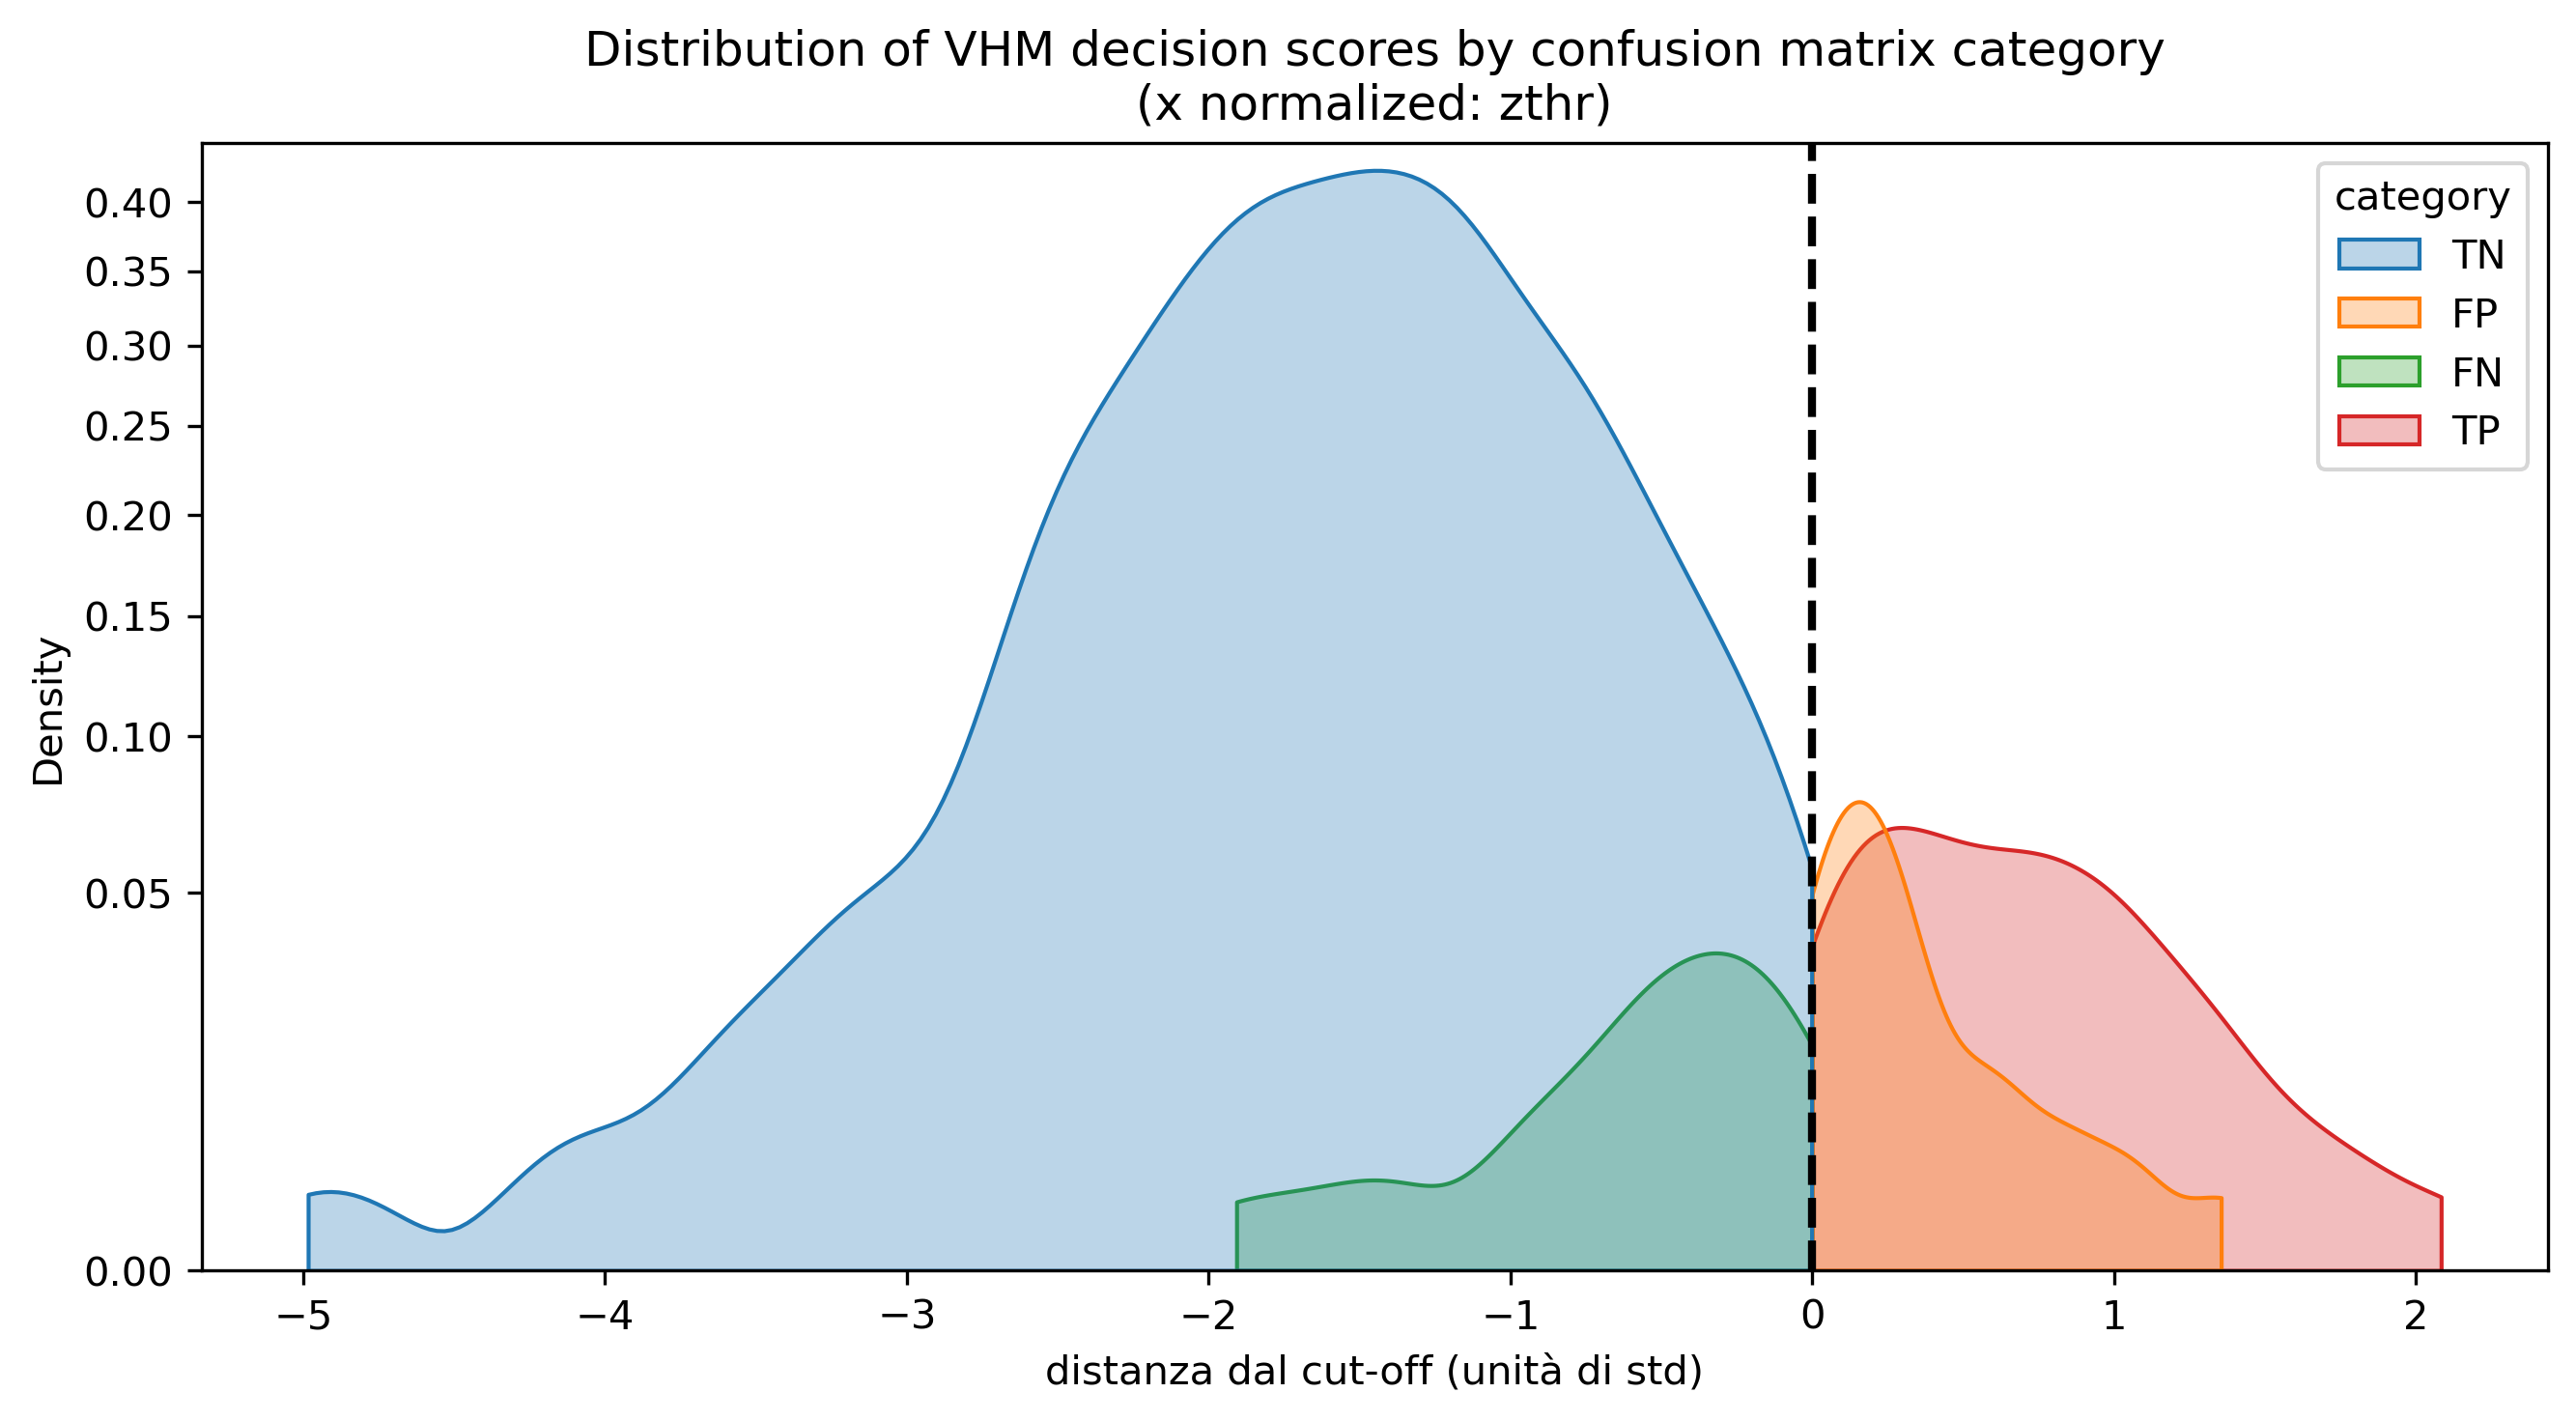 Distribution of VHM decision scores by confusion matrix category
(x normalized: zthr)
category
TN
FP
FN
TP
Density
0.40
0.35
0.30
0.25
0.20
0.15
0.10
0.05
0.00
−5
−4
−3
−2
−1
0
1
2
distanza dal cut-off (unità di std)